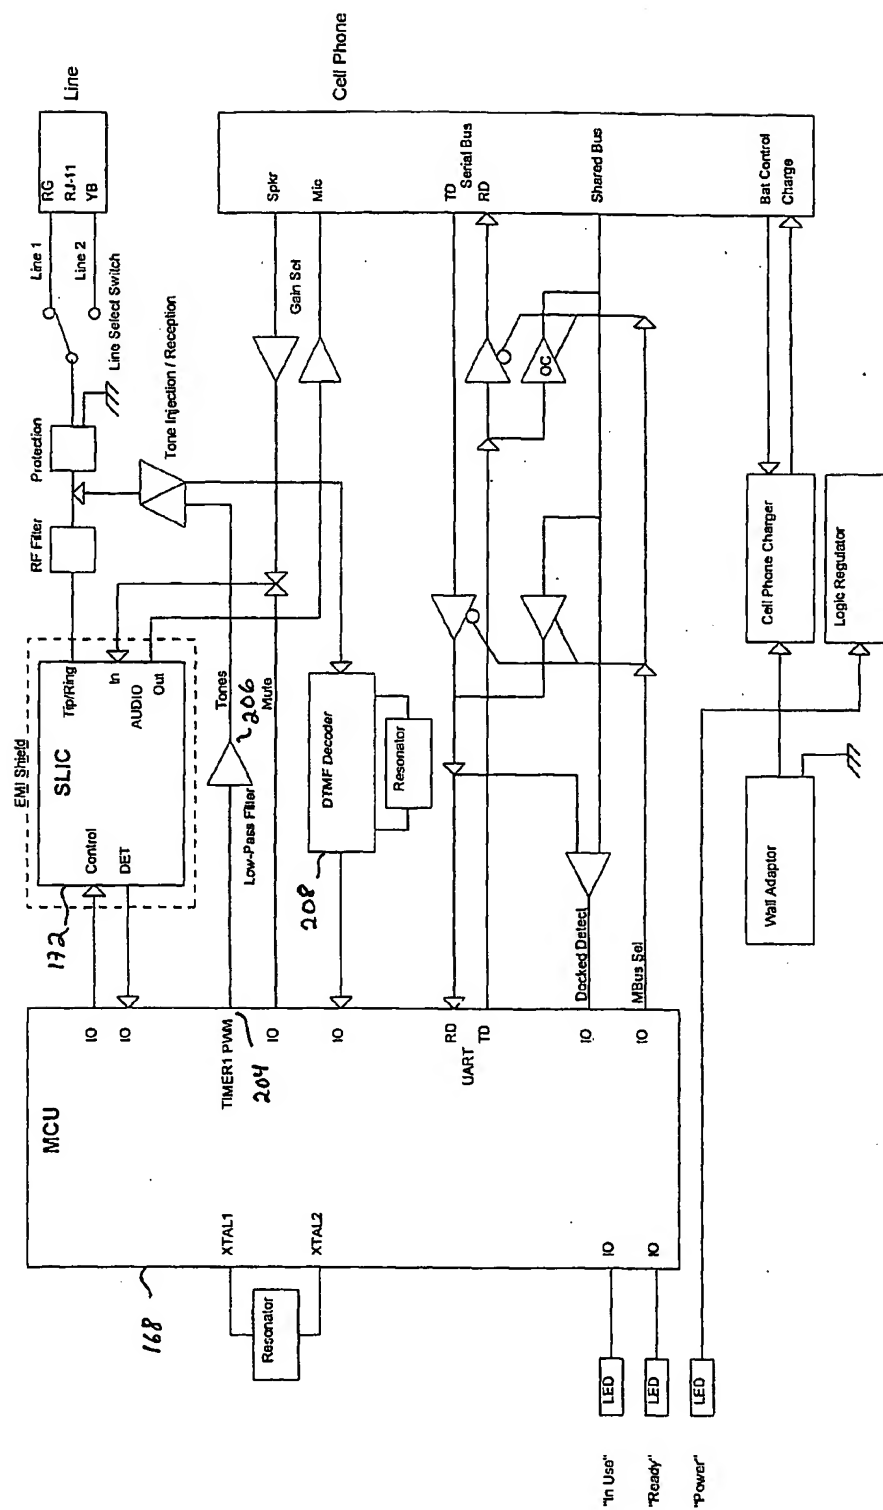 Line
RG
RJ-11
YB
Line 1
Line 2
Line Select Switch
Protection
RF Filter
Tone Injection / Reception
EMI Shield
SLIC
Tip/Ring
In
AUDIO
Out
Control
DET
172
Cell Phone
Spkr
Mic
Gain Sel
TD
Serial Bus
RD
Shared Bus
Bat Control
Charge
OC
Tones
206
Mute
Low-Pass Filter
DTMF Decoder
Resonator
208
Cell Phone Charger
Logic Regulator
Wall Adaptor
Docked Detect
MBus Sel
MCU
IO
IO
TIMER1 PWM
204
IO
IO
RD
UART
TD
IO
IO
XTAL1
XTAL2
IO
IO
168
Resonator
LED
LED
LED
"In Use"
"Ready"
"Power"